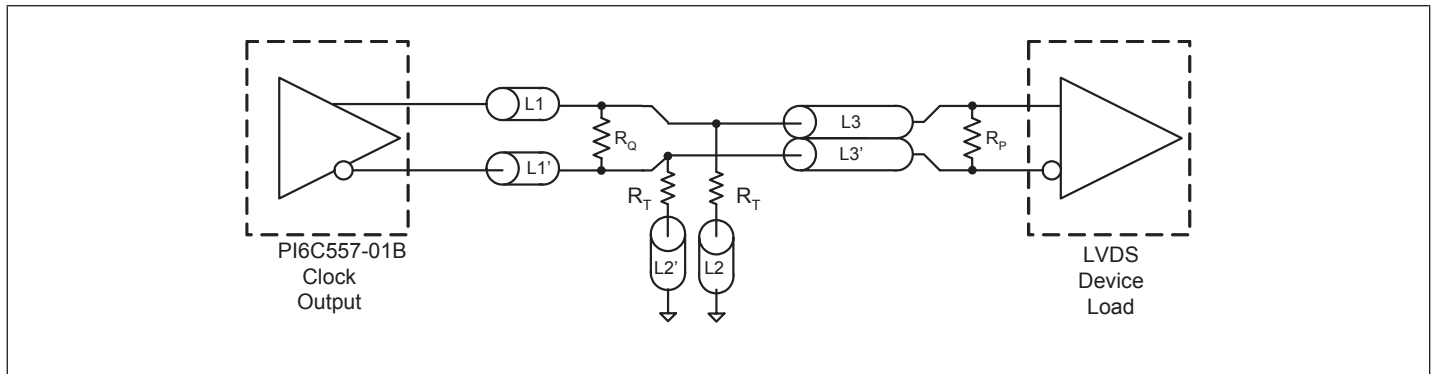 L1
L3
R_Q
R_P
L1’
L3’
R_T
R_T
L2’
L2
PI6C557-01B
Clock
Output
LVDS
Device
Load